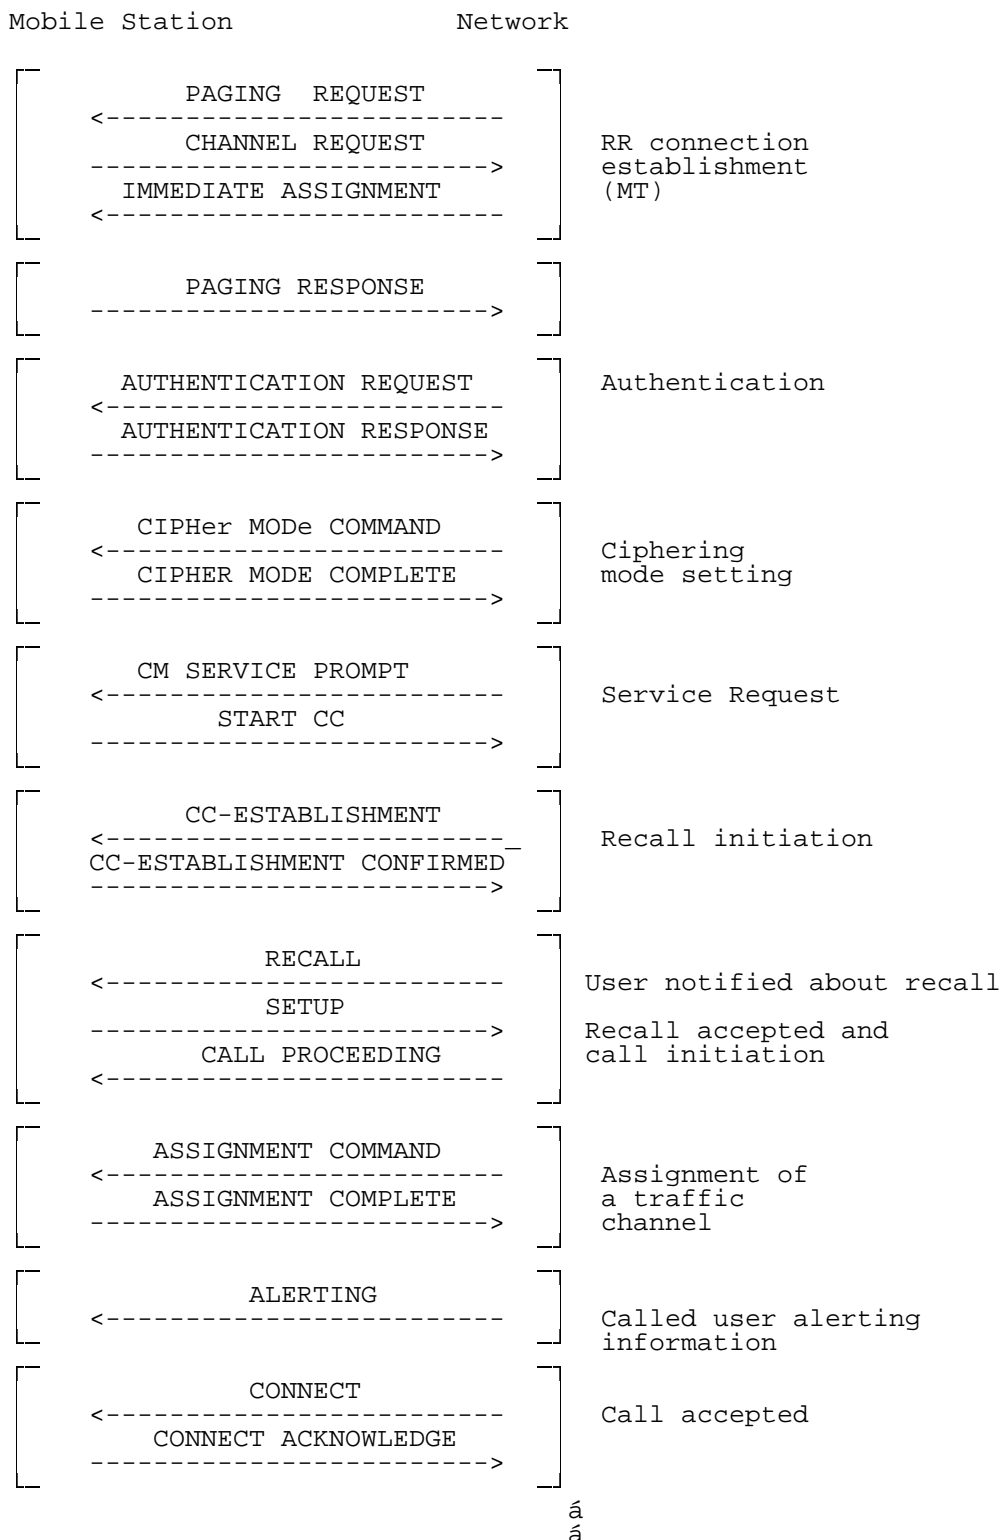 Mobile Station Network
PAGING REQUEST
<-------------------------
CHANNEL REQUEST RR connection
-------------------------> establishment
IMMEDIATE ASSIGNMENT (MT)
<-------------------------
PAGING RESPONSE
------------------------->
AUTHENTICATION REQUEST Authentication
<-------------------------
AUTHENTICATION RESPONSE
------------------------->
CIPHer MODe COMMAND
<------------------------- Ciphering
CIPHER MODE COMPLETE mode setting
------------------------->
CM SERVICE PROMPT
<------------------------- Service Request
START CC
------------------------->
CC-ESTABLISHMENT
<-------------------------_ Recall initiation
CC-ESTABLISHMENT CONFIRMED
------------------------->
RECALL
<------------------------- User notified about recall
SETUP
-------------------------> Recall accepted and
CALL PROCEEDING call initiation
<-------------------------
ASSIGNMENT COMMAND
<------------------------- Assignment of
ASSIGNMENT COMPLETE a traffic
-------------------------> channel
ALERTING
<------------------------- Called user alerting
information
CONNECT
<------------------------- Call accepted
CONNECT ACKNOWLEDGE
------------------------->
á
á